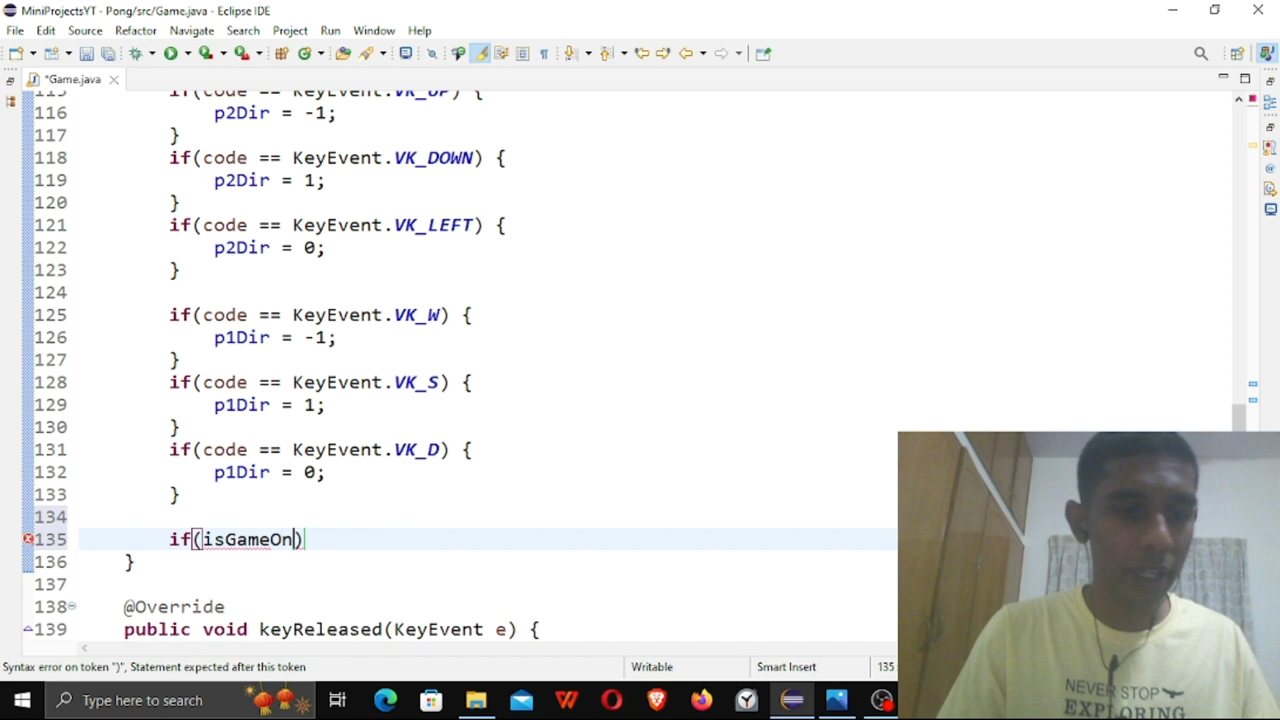 MiniProjectsYT - Pong/src/Game.java - Eclipse IDE
File Edit Source Refactor Navigate Search Project Run Window Help
*Game.java
115 if(code == KeyEvent.VK_UP) {
116 p2Dir = -1;
117 }
118 if(code == KeyEvent.VK_DOWN) {
119 p2Dir = 1;
120 }
121 if(code == KeyEvent.VK_LEFT) {
122 p2Dir = 0;
123 }
124
125 if(code == KeyEvent.VK_W) {
126 p1Dir = -1;
127 }
128 if(code == KeyEvent.VK_S) {
129 p1Dir = 1;
130 }
131 if(code == KeyEvent.VK_D) {
132 p1Dir = 0;
133 }
134
135 if(isGameOn)
136 }
137
138 @Override
139 public void keyReleased(KeyEvent e) {
Syntax error on token ")", Statement expected after this token
Writable
Smart Insert
135
Type here to search
NEVER STOP
EXPLORING